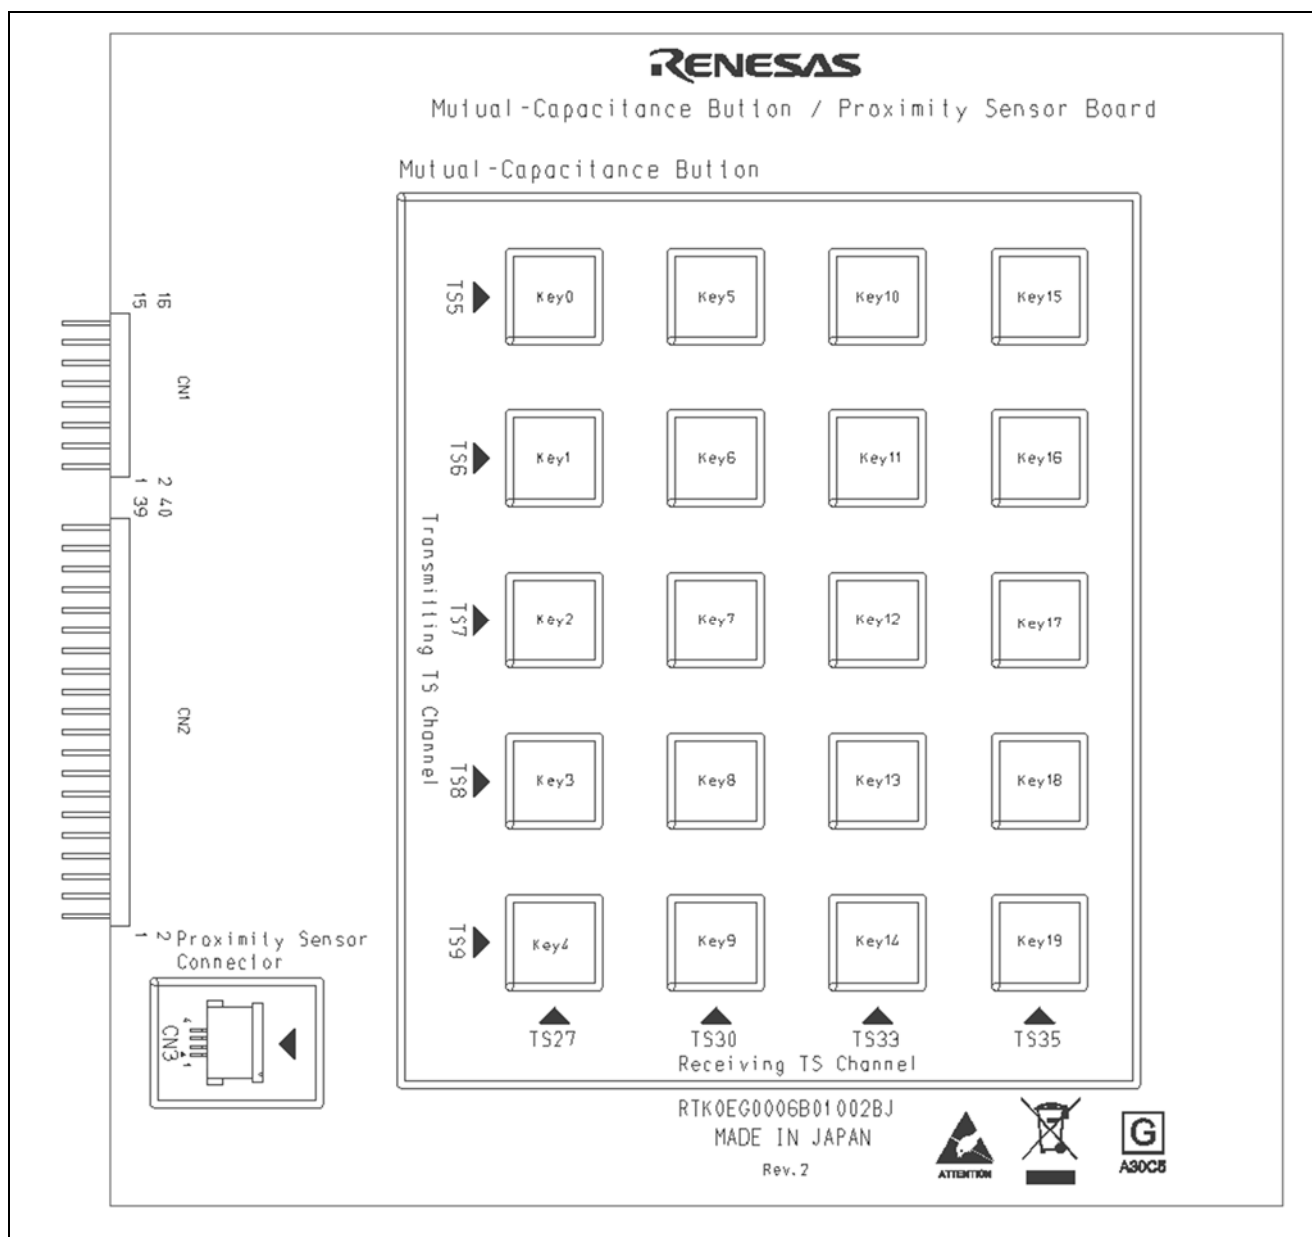 RENESAS
Mutual-Capacitance Button / Proximity Sensor Board
Mutual-Capacitance Button
TS5 Key0 Key5 Key10 Key15
15 16
CN1
TS6 Key1 Key6 Key11 Key16
1 2
39 40
Transmitting TS Channel
TS7 Key2 Key7 Key12 Key17
CN2
TS8 Key3 Key8 Key13 Key18
TS9 Key4 Key9 Key14 Key19
1 2
Proximity Sensor
Connector
4
CN3
1
TS27 TS30 TS33 TS35
Receiving TS Channel
RTK0EG0006B01002BJ
MADE IN JAPAN
Rev.2
ATTENTION
G
A30C5